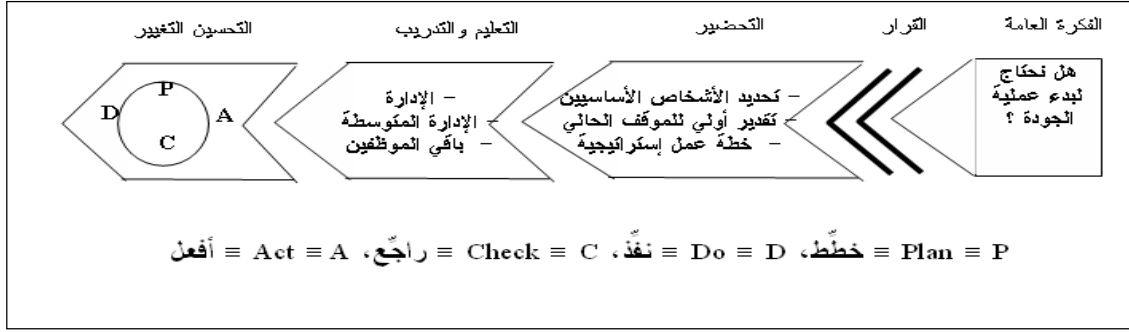 الفكرة العامة
القرار
التحضير
التعليم والتدريب
التحسين التغيير
هل نحتاج
لبدء عملية
الجودة ؟
– تحديد الأشخاص الأساسيين
– تقدير أولي للموقف الحالي
– خطة عمل إستراتيجية
– الإدارة
– الإدارة المتوسطة
– باقي الموظفين
P
A
D
C
P ≡ Plan ≡ خطِّط، D ≡ Do ≡ نفِّذ، C ≡ Check ≡ راجِّع، A ≡ Act ≡ أفعل